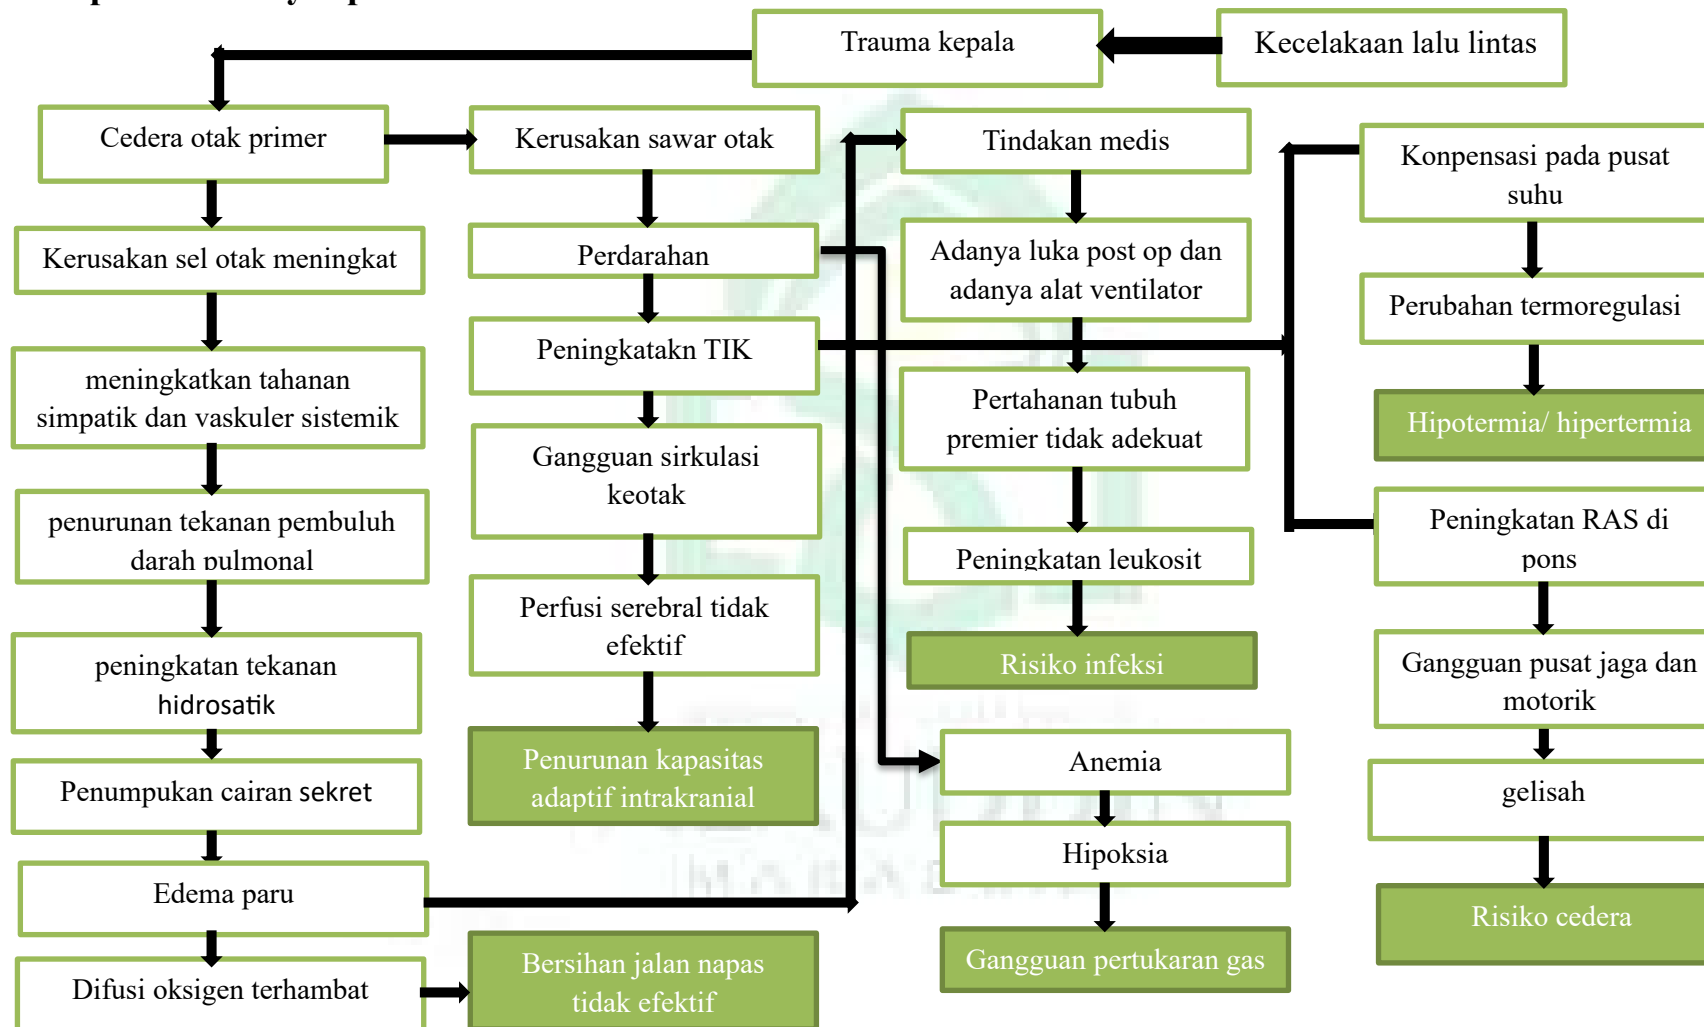 Trauma kepala
Kecelakaan lalu lintas
Cedera otak primer
Kerusakan sawar otak
Tindakan medis
Konpensasi pada pusat
suhu
Kerusakan sel otak meningkat
Perdarahan
Adanya luka post op dan
adanya alat ventilator
Perubahan termoregulasi
meningkatkan tahanan
simpatik dan vaskuler sistemik
Peningkatakn TIK
Pertahanan tubuh
premier tidak adekuat
Hipotermia/ hipertermia
penurunan tekanan pembuluh
darah pulmonal
Gangguan sirkulasi
keotak
Peningkatan leukosit
Peningkatan RAS di
pons
peningkatan tekanan
hidrosatik
Perfusi serebral tidak
efektif
Risiko infeksi
Gangguan pusat jaga dan
motorik
Penumpukan cairan sekret
Penurunan kapasitas
adaptif intrakranial
Anemia
gelisah
Edema paru
Hipoksia
Risiko cedera
Difusi oksigen terhambat
Bersihan jalan napas
tidak efektif
Gangguan pertukaran gas